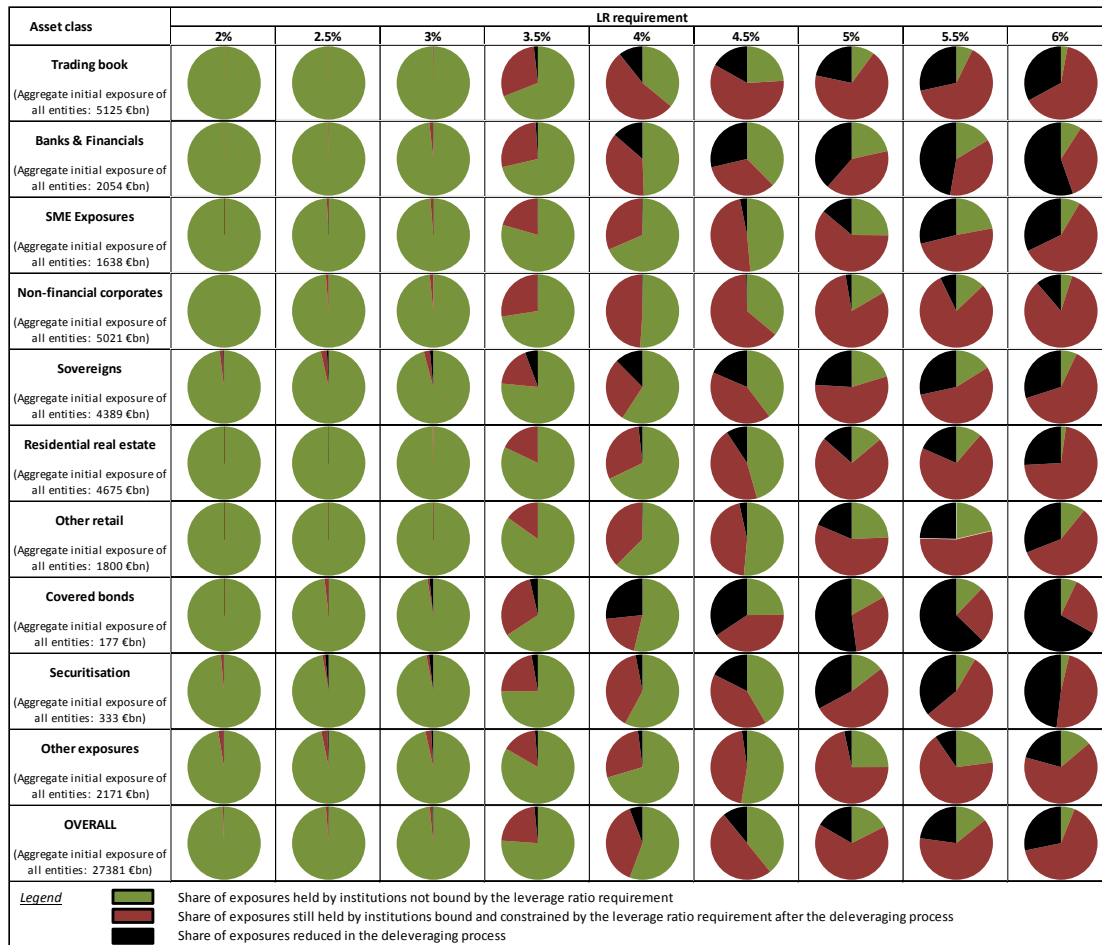 Asset class
LR requirement
2% 2.5% 3% 3.5% 4% 4.5% 5% 5.5% 6%
Trading book
(Aggregate initial exposure of
all entities: 5125 €bn)
Banks & Financials
(Aggregate initial exposure of
all entities: 2054 €bn)
SME Exposures
(Aggregate initial exposure of
all entities: 1638 €bn)
Non-financial corporates
(Aggregate initial exposure of
all entities: 5021 €bn)
Sovereigns
(Aggregate initial exposure of
all entities: 4389 €bn)
Residential real estate
(Aggregate initial exposure of
all entities: 4675 €bn)
Other retail
(Aggregate initial exposure of
all entities: 1800 €bn)
Covered bonds
(Aggregate initial exposure of
all entities: 177 €bn)
Securitisation
(Aggregate initial exposure of
all entities: 333 €bn)
Other exposures
(Aggregate initial exposure of
all entities: 2171 €bn)
OVERALL
(Aggregate initial exposure of
all entities: 27381 €bn)
Legend
Share of exposures held by institutions not bound by the leverage ratio requirement
Share of exposures still held by institutions bound and constrained by the leverage ratio requirement after the deleveraging process
Share of exposures reduced in the deleveraging process